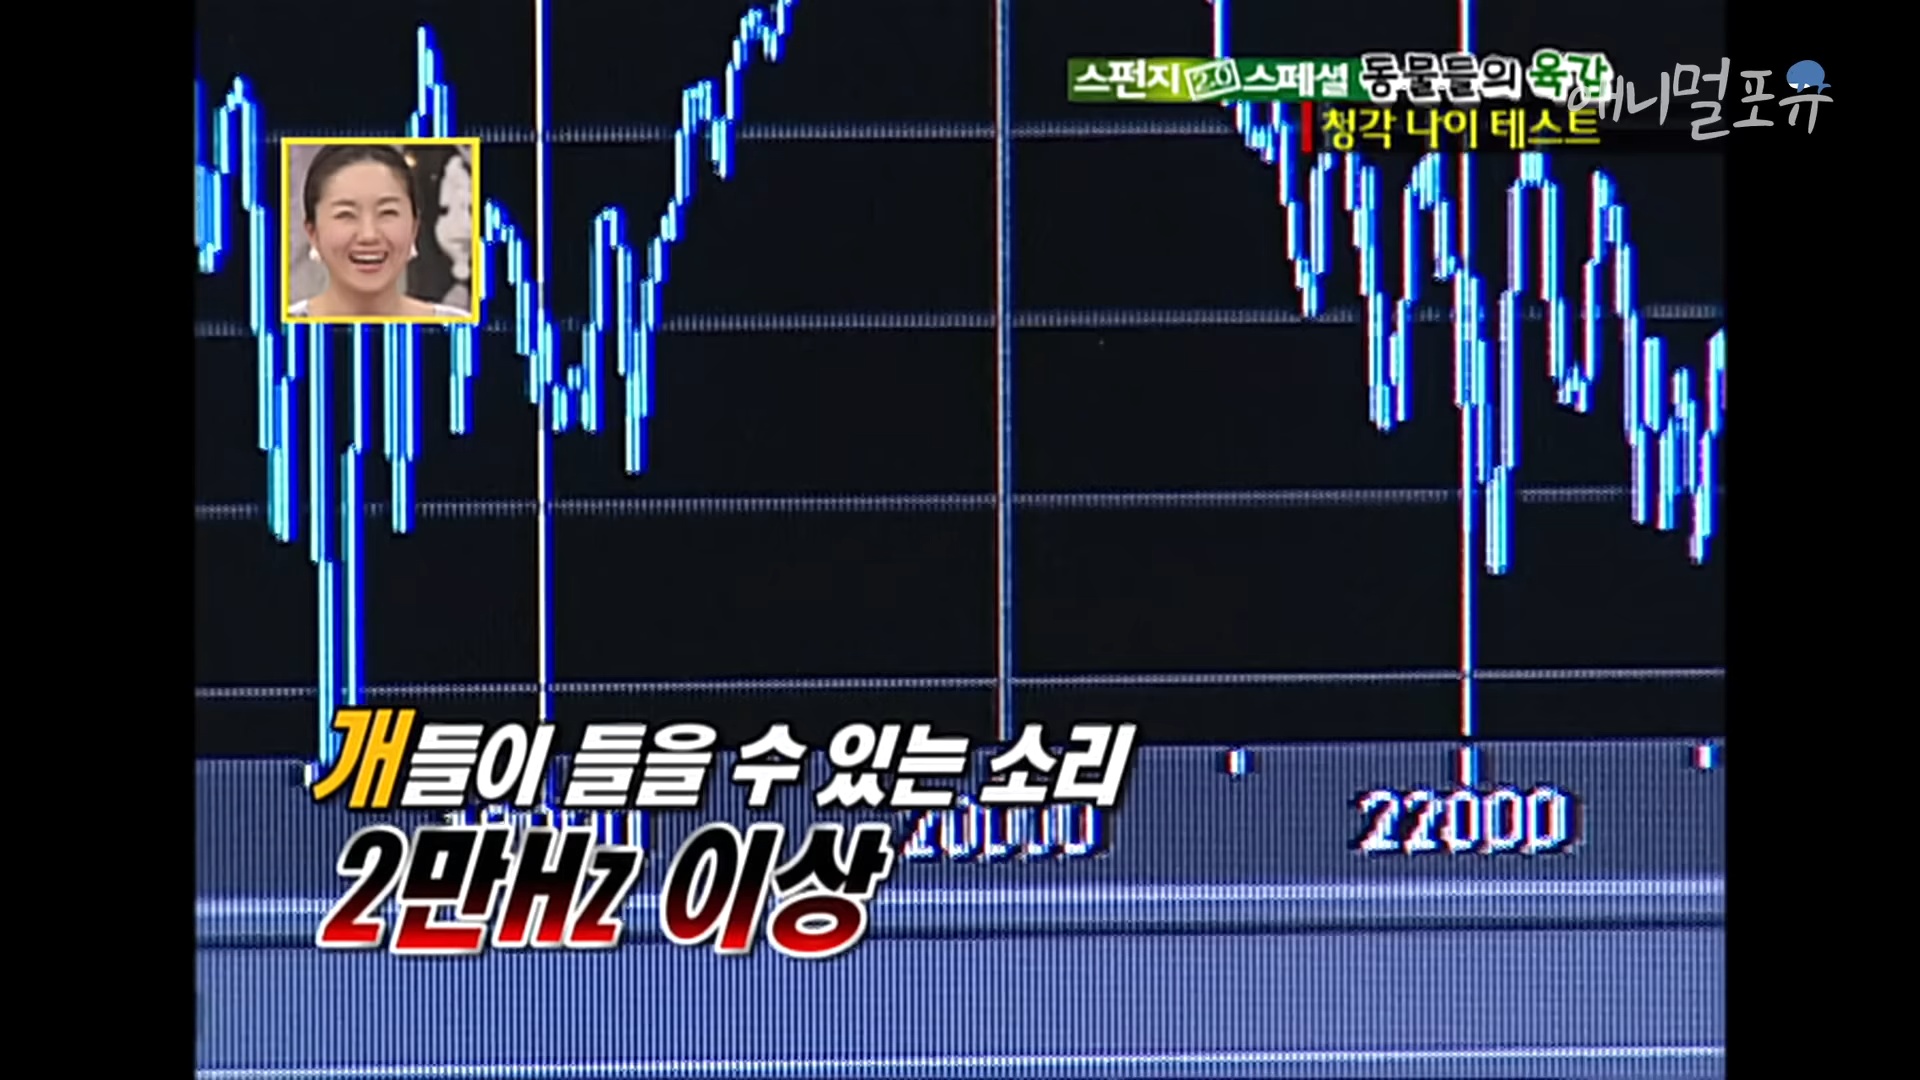 스펀지 2.0 스페셜 동물들의 육감
애니멀포유
청각 나이 테스트
개들이 들을 수 있는 소리
20000
22000
2만Hz 이상